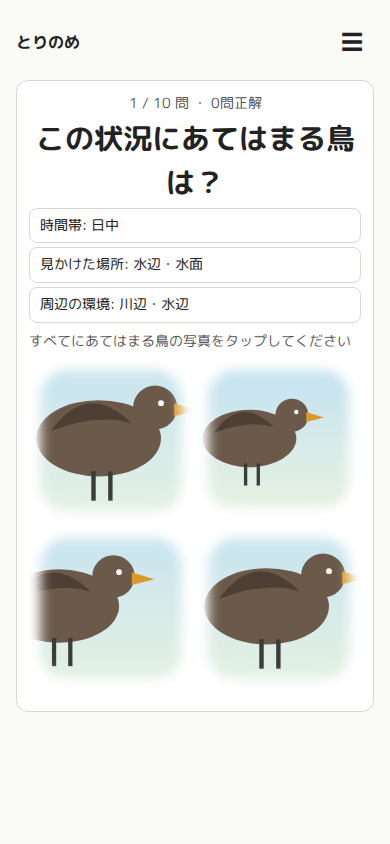 とりのめ
1 / 10 問 · 0問正解
この状況にあてはまる鳥
は？
時間帯: 日中
見かけた場所: 水辺・水面
周辺の環境: 川辺・水辺
すべてにあてはまる鳥の写真をタップしてください